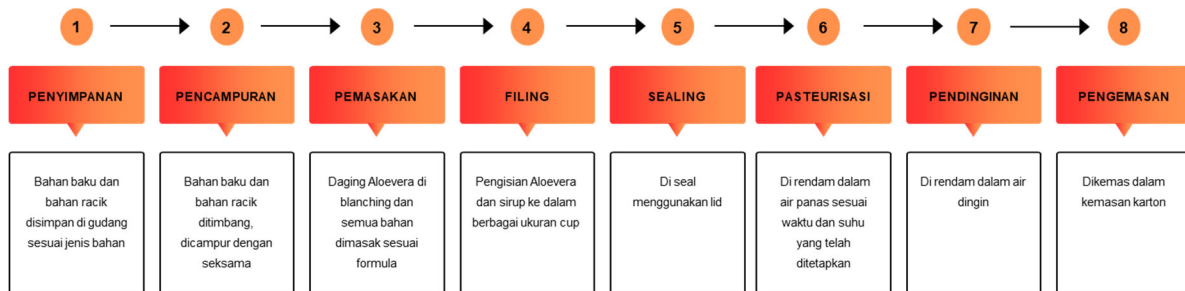 1
2
3
4
5
6
7
8
PENYIMPANAN
PENCAMPURAN
PEMASAKAN
FILING
SEALING
PASTEURISASI
PENDINGINAN
PENGEMASAN
Bahan baku dan
bahan racik
disimpan di gudang
sesuai jenis bahan
Bahan baku dan
bahan racik
ditimbang,
dicampur dengan
seksama
Daging Aloevera di
blanching dan
semua bahan
dimasak sesuai
formula
Pengisian Aloevera
dan sirup ke dalam
berbagai ukuran cup
Di seal
menggunakan lid
Di rendam dalam
air panas sesuai
waktu dan suhu
yang telah
ditetapkan
Di rendam dalam air
dingin
Dikemas dalam
kemasan karton